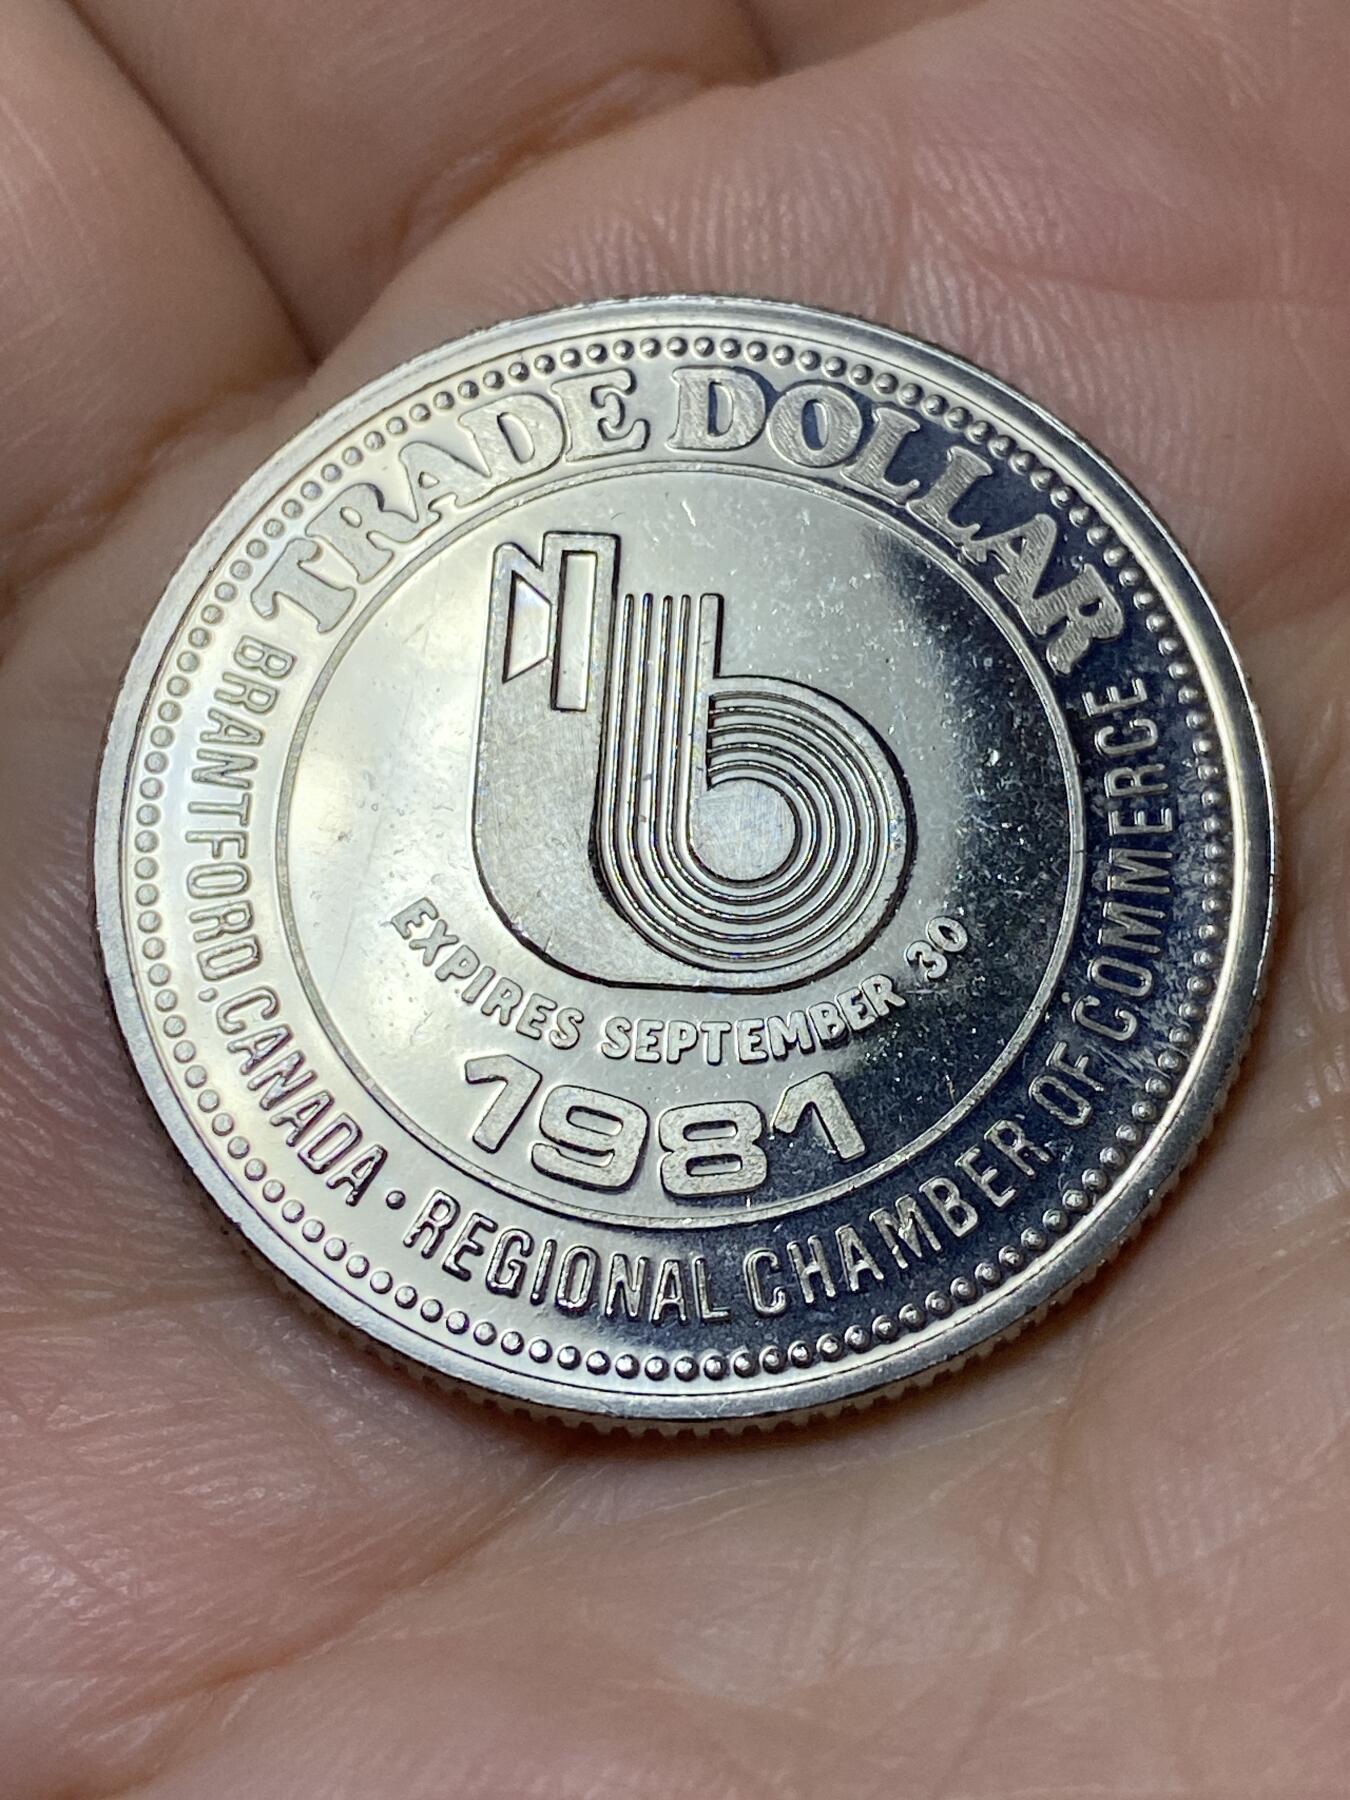 TRADE DOLLAR
b
EXPIRES SEPTEMBER 30
1981
BRANTFORD, CANADA • REGIONAL CHAMBER OF COMMERCE